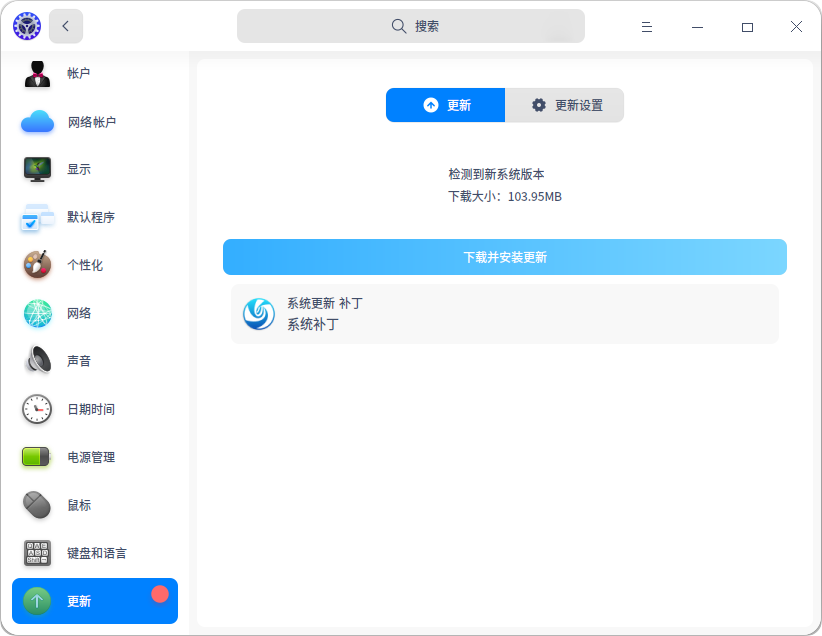 搜索
帐户
网络帐户
显示
默认程序
个性化
网络
声音
日期时间
电源管理
鼠标
键盘和语言
更新
更新
更新设置
检测到新系统版本
下载大小：103.95MB
下载并安装更新
系统更新 补丁
系统补丁